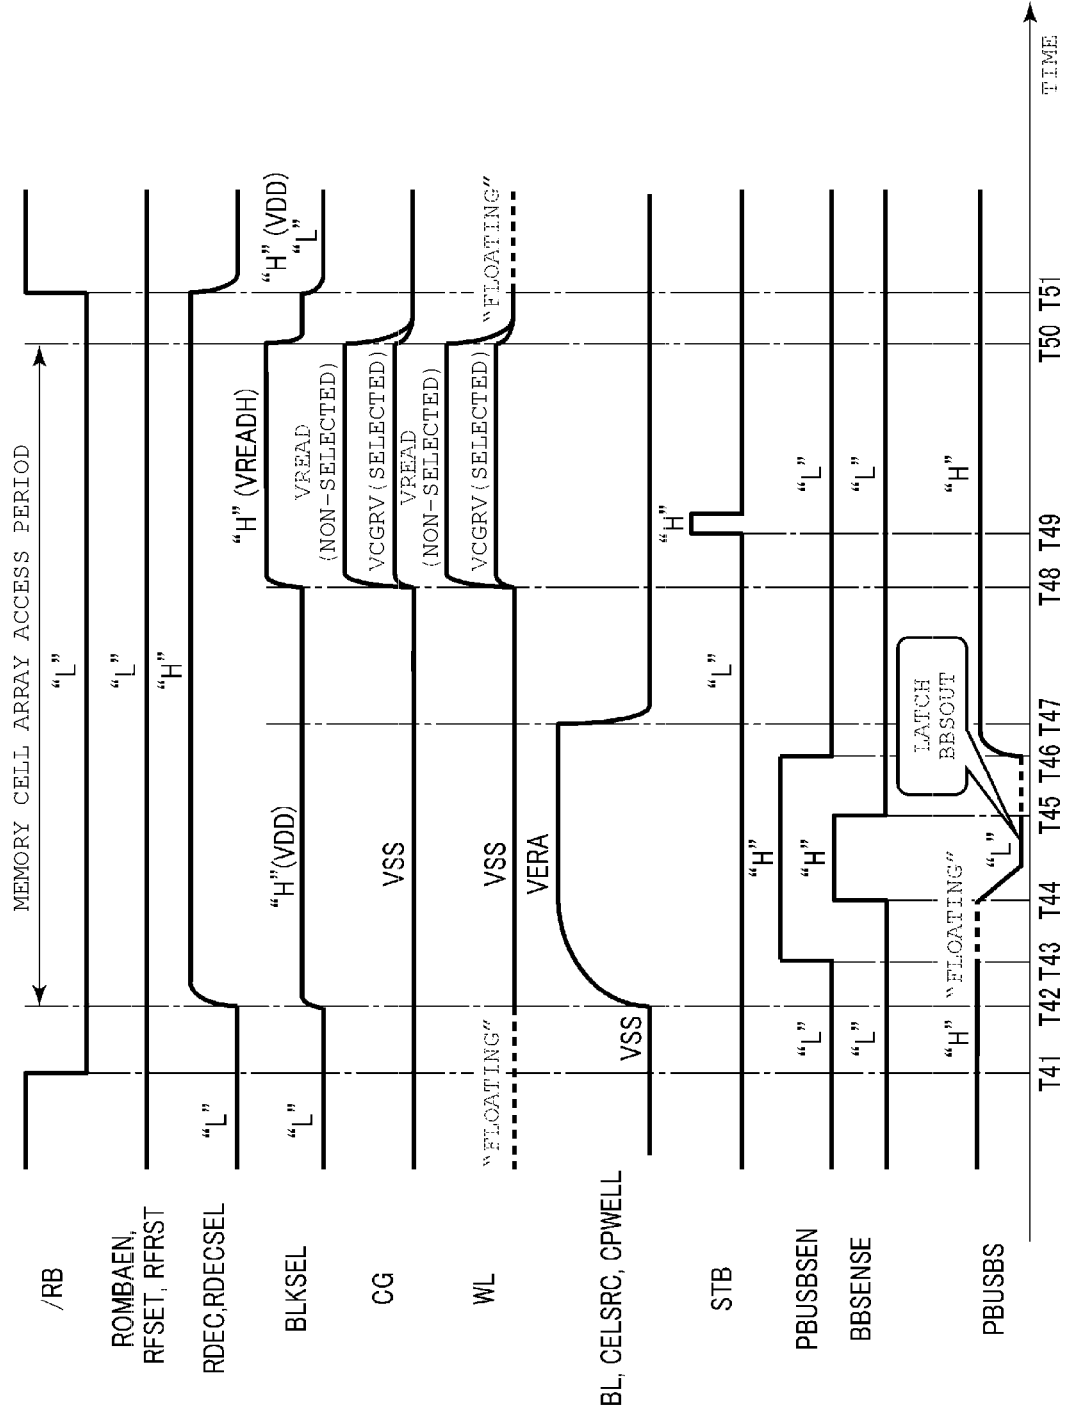 MEMORY CELL ARRAY ACCESS PERIOD
/RB
"L"
ROMBAEN,
RFSET, RFRST
"L"
RDEC,RDECSEL
"L"
"H"
BLKSEL
"L"
"H"(VDD)
"H" (VREADH)
"H" (VDD)
"L"
CG
VSS
VREAD
(NON-SELECTED)
VCGRV(SELECTED)
WL
"FLOATING"
VSS
VREAD
(NON-SELECTED)
VCGRV(SELECTED)
"FLOATING"
BL, CELSRC, CPWELL
VSS
VERA
STB
"L"
"H"
PBUSBSEN
"L"
"H"
"L"
BBSENSE
"L"
"H"
"L"
PBUSBS
"H"
"FLOATING"
"L"
LATCH
BBSOUT
"H"
T41 T42 T43 T44 T45 T46 T47 T48 T49 T50 T51
TIME